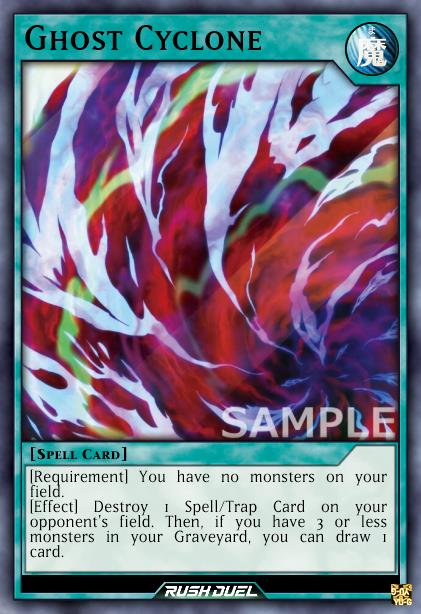 Ghost Cyclone
ま
魔
SAMPLE
[Spell Card]
[Requirement] You have no monsters on your
field.
[Effect] Destroy 1 Spell/Trap Card on your
opponent's field. Then, if you have 3 or less
monsters in your Graveyard, you can draw 1
card.
RUSH DUEL